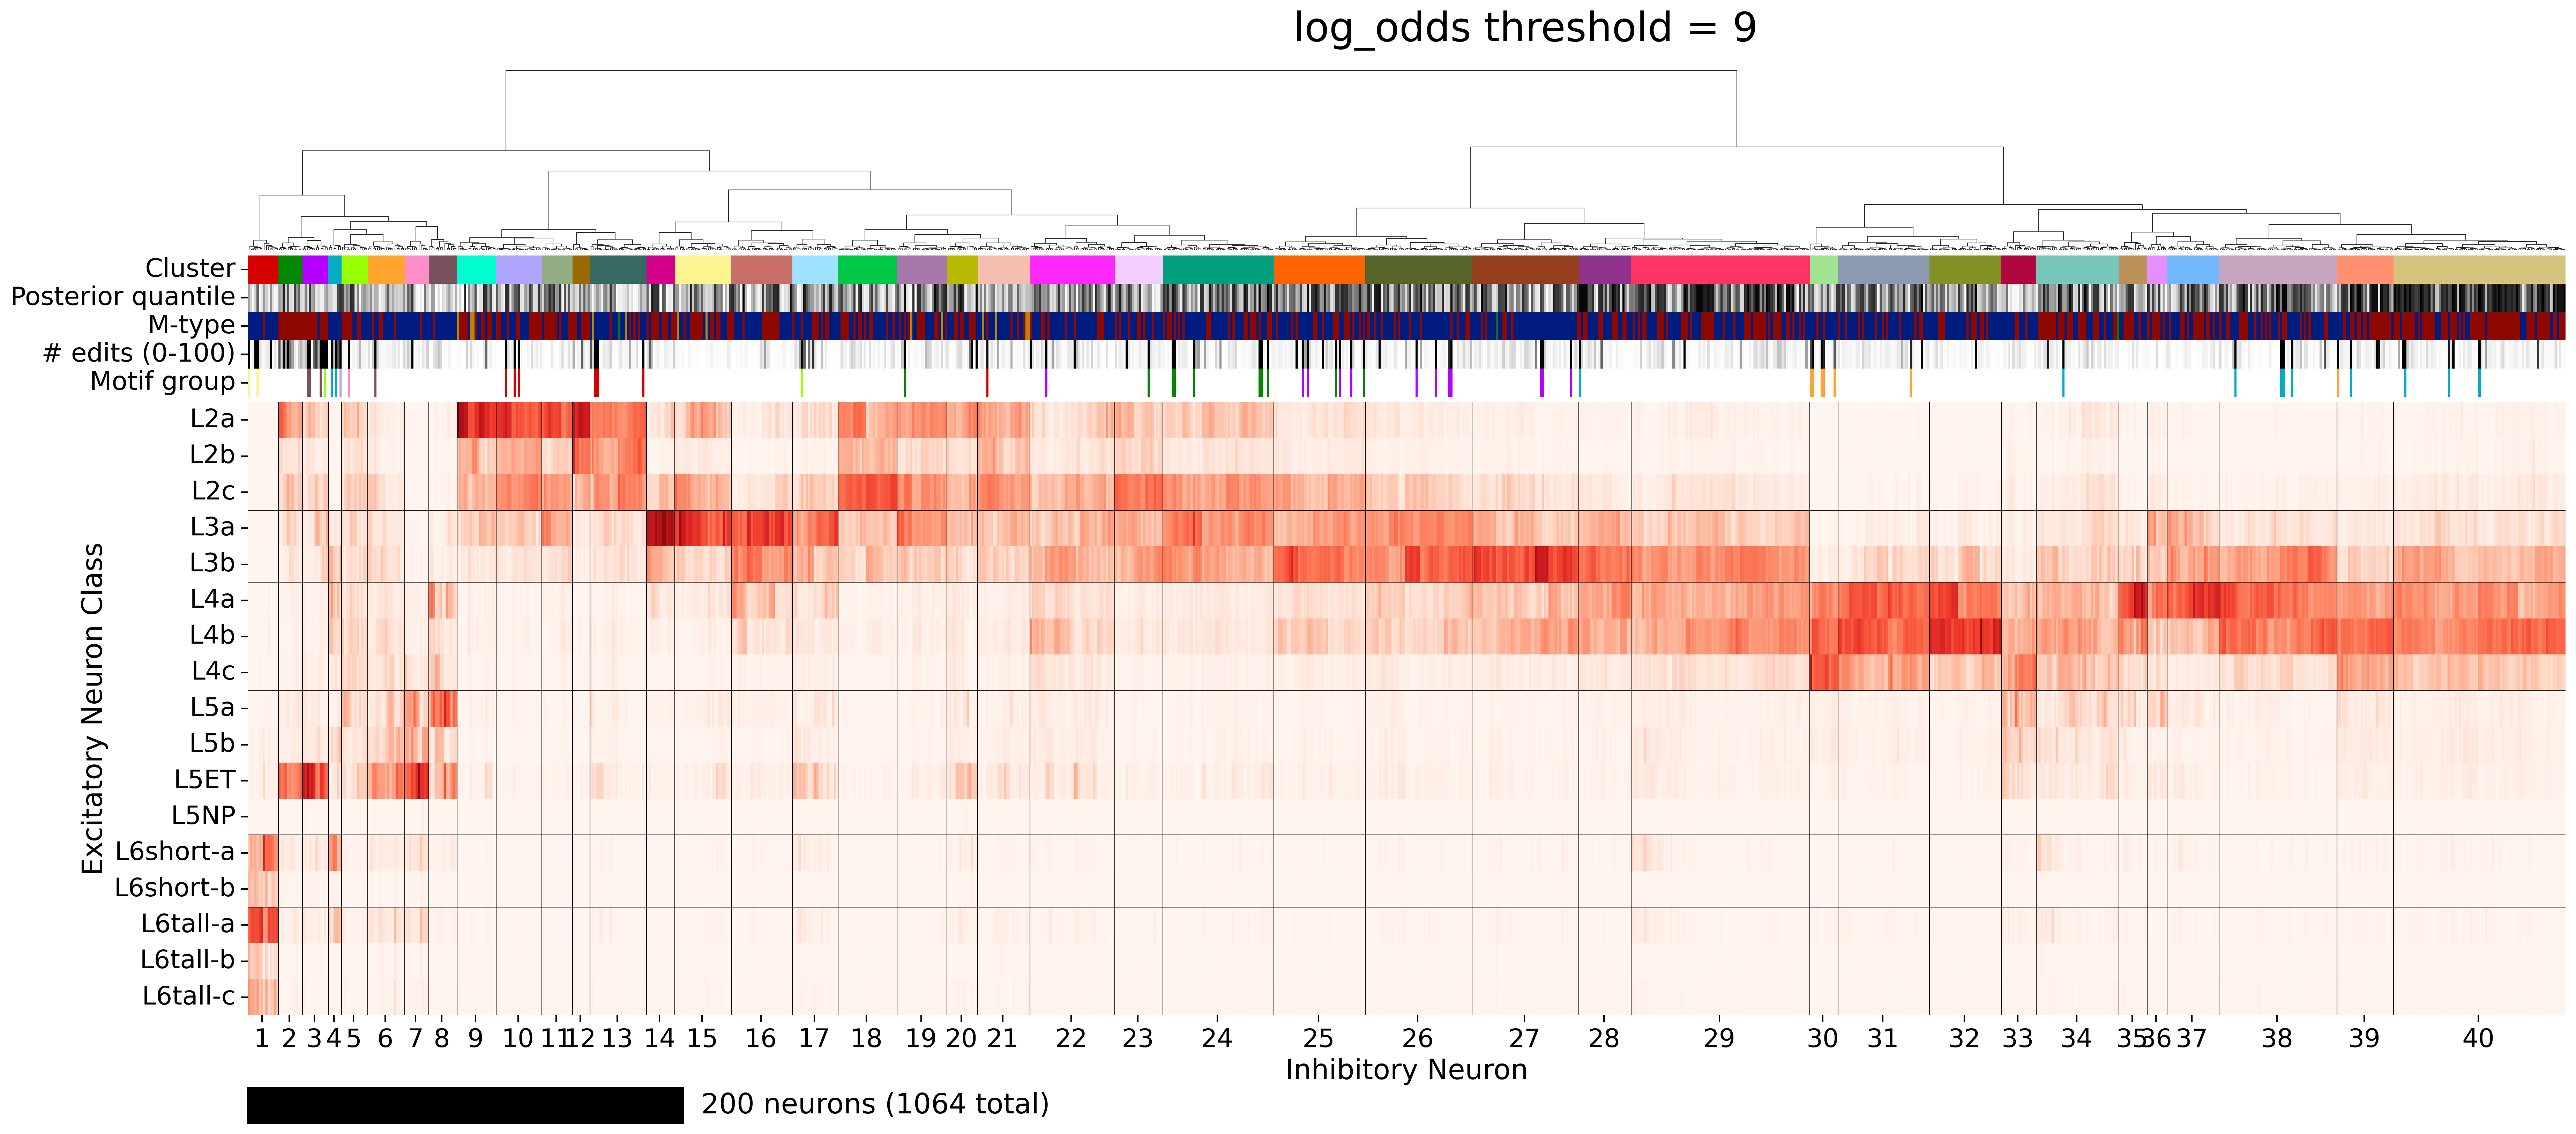 log_odds threshold = 9
Cluster
Posterior quantile
M-type
# edits (0-100)
Motif group
Excitatory Neuron Class
L2a
L2b
L2c
L3a
L3b
L4a
L4b
L4c
L5a
L5b
L5ET
L5NP
L6short-a
L6short-b
L6tall-a
L6tall-b
L6tall-c
1 2 3 4 5 6 7 8 9 10 11 12 13 14 15 16 17 18 19 20 21 22 23 24 25 26 27 28 29 30 31 32 33 34 35 36 37 38 39 40
Inhibitory Neuron
200 neurons (1064 total)